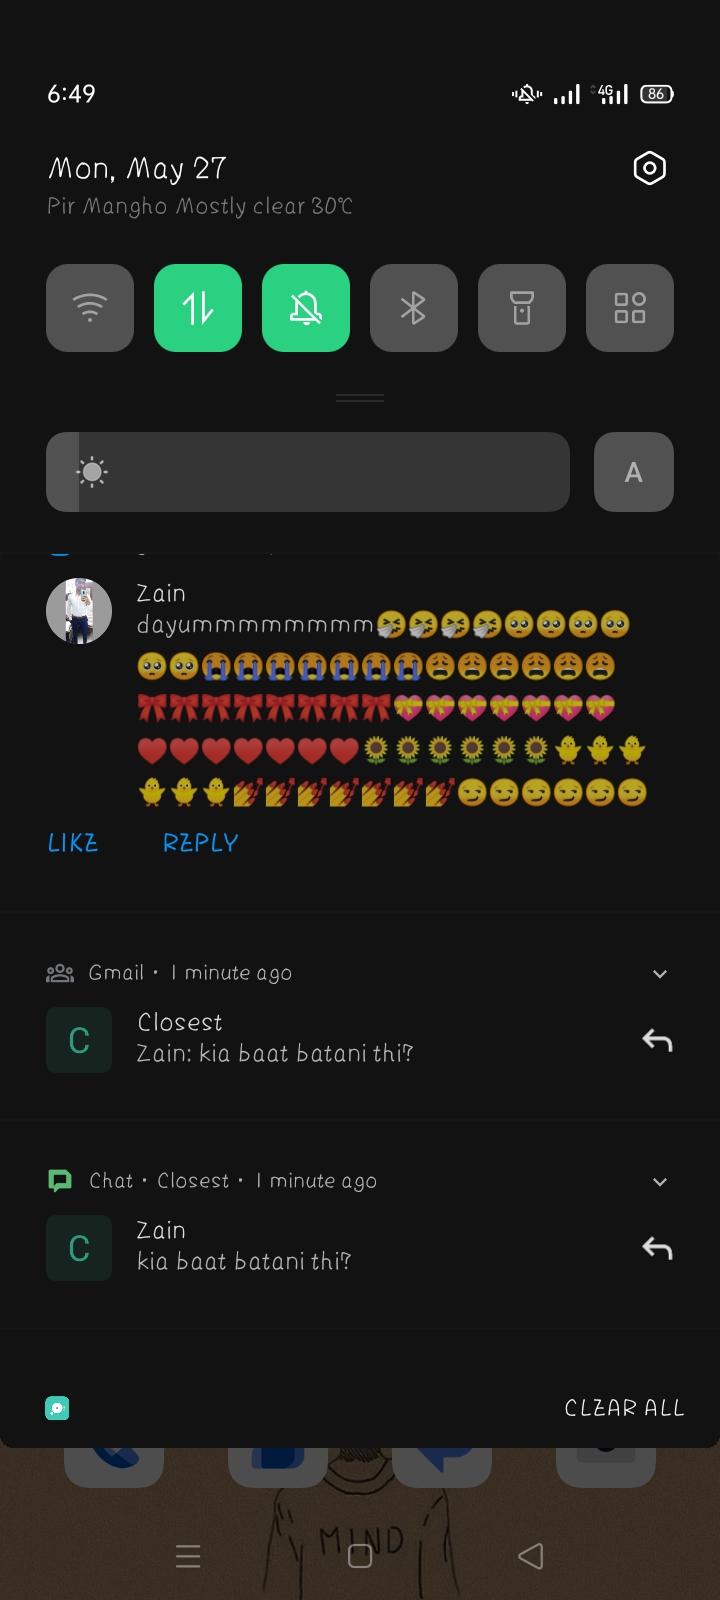 6:49
4G
86
Mon, May 27
Pir Mangho Mostly clear 30°C
A
Zain
dayummmmmmmmm🤧🤧🤧🤧🥺🥺🥺🥺
🥺🥺😭😭😭😭😭😭😭😩😩😩😩😩😩
🎀🎀🎀🎀🎀🎀🎀🎀💝💝💝💝💝💝💝
❤️❤️❤️❤️❤️❤️❤️🌻🌻🌻🌻🌻🌻🐥🐥🐥
🐥🐥🐥💅💅💅💅💅💅💅😏😏😏😏😏😏
LIKE REPLY
Gmail • 1 minute ago
C
Closest
Zain: kia baat batani thi?
Chat • Closest • 1 minute ago
C
Zain
kia baat batani thi?
CLEAR ALL
MIND